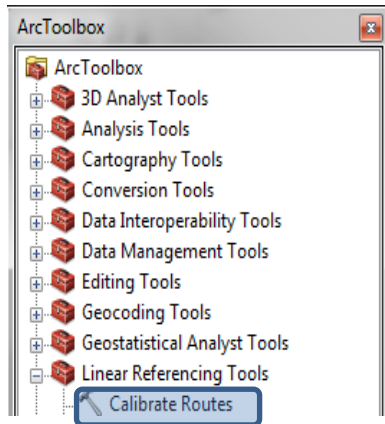 ArcToolbox
ArcToolbox
3D Analyst Tools
Analysis Tools
Cartography Tools
Conversion Tools
Data Interoperability Tools
Data Management Tools
Editing Tools
Geocoding Tools
Geostatistical Analyst Tools
Linear Referencing Tools
Calibrate Routes